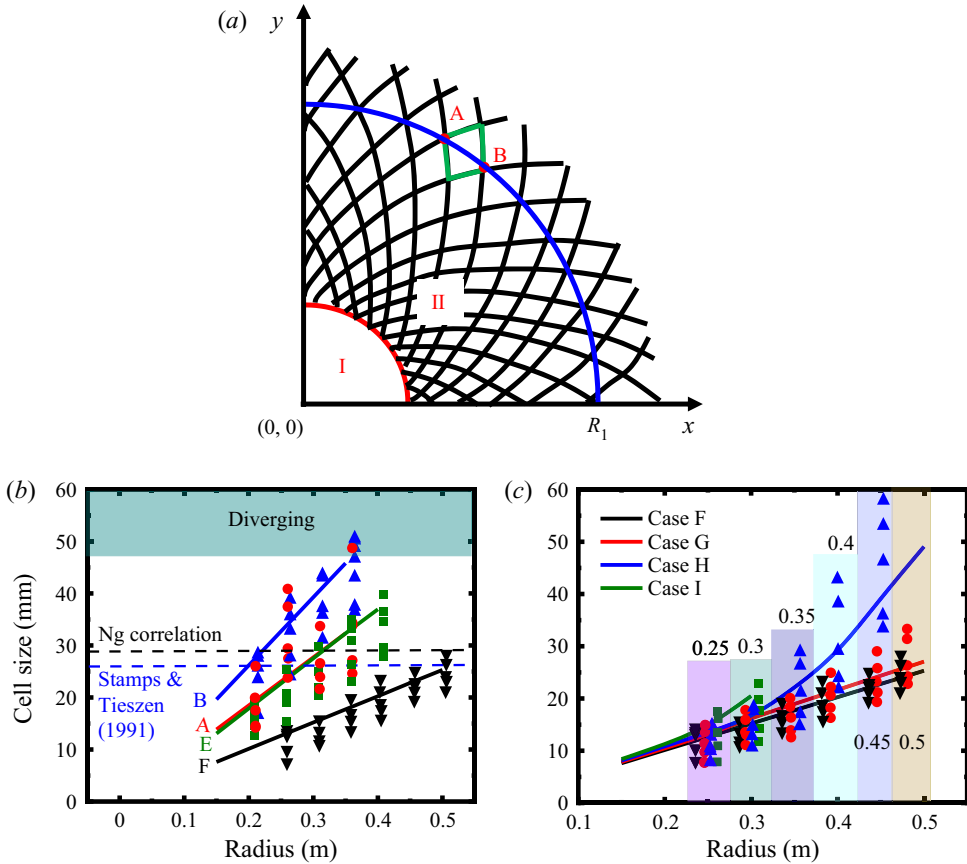 (a)
y
A
B
II
I
(0, 0)
R1
x
(b)
60
50
40
30
20
10
0
Cell size (mm)
Diverging
Ng correlation
Stamps &
Tieszen
(1991)
B
A
E
F
0
0.1
0.2
0.3
0.4
0.5
Radius (m)
(c)
60
50
40
30
20
10
0
Case F
Case G
Case H
Case I
0.25
0.3
0.35
0.4
0.45
0.5
0.1
0.2
0.3
0.4
0.5
Radius (m)